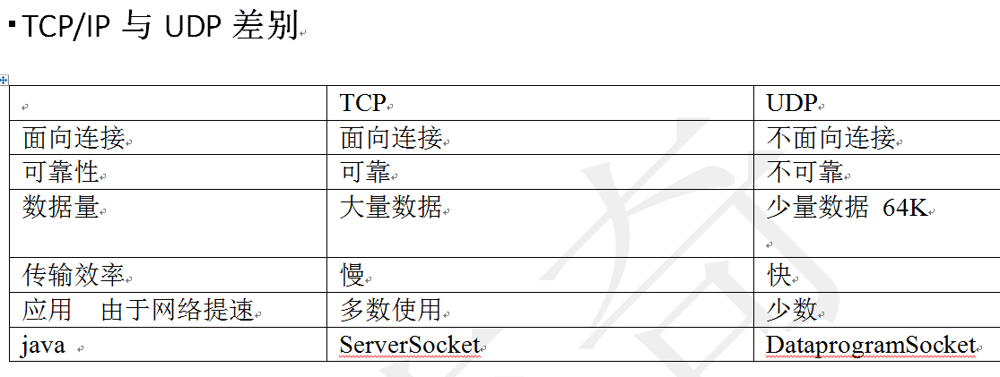 ▪TCP/IP 与 UDP 差别
TCP UDP
面向连接 面向连接 不面向连接
可靠性 可靠 不可靠
数据量 大量数据 少量数据 64K
传输效率 慢 快
应用 由于网络提速 多数使用 少数
java ServerSocket DataprogramSocket